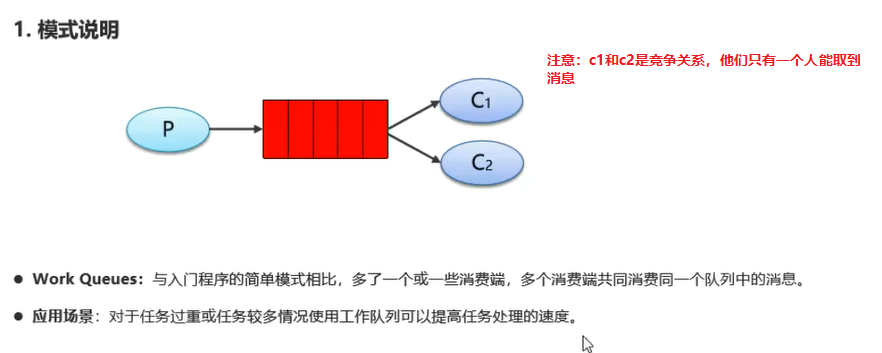 1. 模式说明
注意：c1和c2是竞争关系，他们只有一个人能取到
消息
P
C1
C2
● Work Queues：与入门程序的简单模式相比，多了一个或一些消费端，多个消费端共同消费同一个队列中的消息。
● 应用场景：对于任务过重或任务较多情况使用工作队列可以提高任务处理的速度。